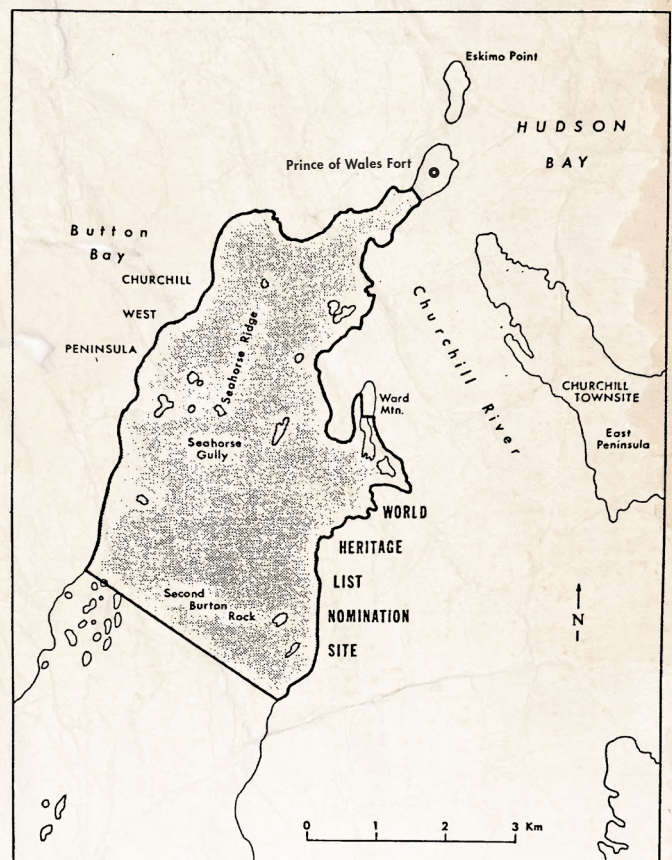 Eskimo Point
HUDSON
BAY
Prince of Wales Fort
Button
Bay
CHURCHILL
WEST
PENINSULA
Seahorse Ridge
Churchill River
Ward
Mtn.
CHURCHILL
TOWNSITE
East
Peninsula
Seahorse
Gully
WORLD
HERITAGE
LIST
NOMINATION
SITE
Second
Burton
Rock
N
0 1 2 3 Km